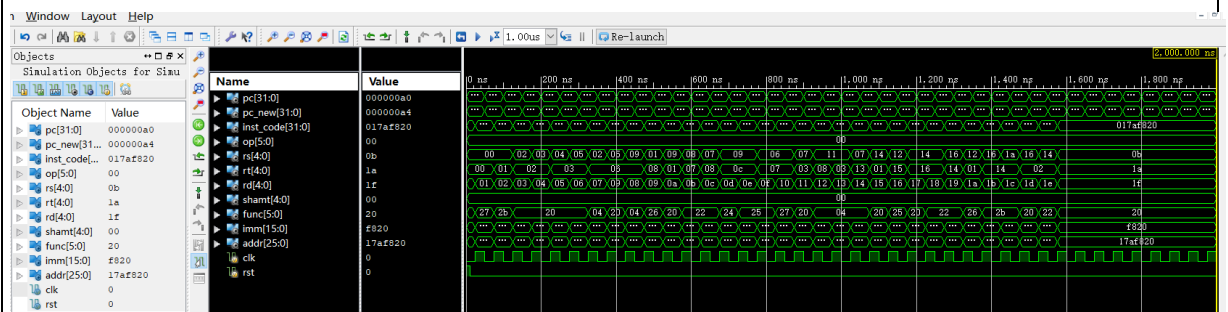 Window Layout Help
1.00us Re-launch
Objects
Simulation Objects for Simu
Object Name Value
pc[31:0] 000000a0
pc_new[31... 000000a4
inst_code[... 017af820
op[5:0] 00
rs[4:0] 0b
rt[4:0] 1a
rd[4:0] 1f
shamt[4:0] 00
func[5:0] 20
imm[15:0] f820
addr[25:0] 17af820
clk 0
rst 0
2,000.000 ns
Name Value 0 ns 200 ns 400 ns 600 ns 800 ns 1,000 ns 1,200 ns 1,400 ns 1,600 ns 1,800 ns
pc[31:0] 000000a0
pc_new[31:0] 000000a4
inst_code[31:0] 017af820 017af820
op[5:0] 00 00
rs[4:0] 0b 00 02 03 04 05 02 05 09 01 09 08 07 09 06 07 11 07 14 12 14 16 12 16 1a 16 14 0b
rt[4:0] 1a 00 01 02 03 06 08 01 07 08 0c 07 03 08 03 13 01 15 16 14 01 14 02 1a
rd[4:0] 1f 01 02 03 04 05 06 07 09 08 09 0a 0b 0c 0d 0e 0f 10 11 12 13 14 15 16 17 18 19 1a 1b 1c 1d 1e 1f
shamt[4:0] 00 00
func[5:0] 20 27 2b 20 04 2b 04 26 20 22 24 25 27 20 04 20 25 20 22 26 2b 20 22 20
imm[15:0] f820 f820
addr[25:0] 17af820 17af820
clk 0
rst 0